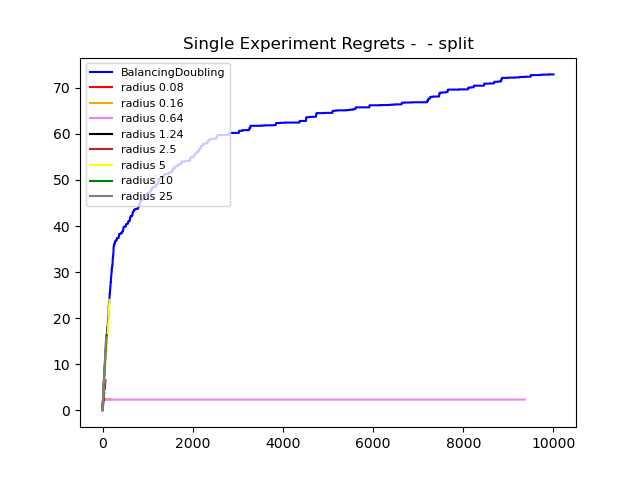 Single Experiment Regrets -  - split
BalancingDoubling
radius 0.08
radius 0.16
radius 0.64
radius 1.24
radius 2.5
radius 5
radius 10
radius 25
70
60
50
40
30
20
10
0
0 2000 4000 6000 8000 10000